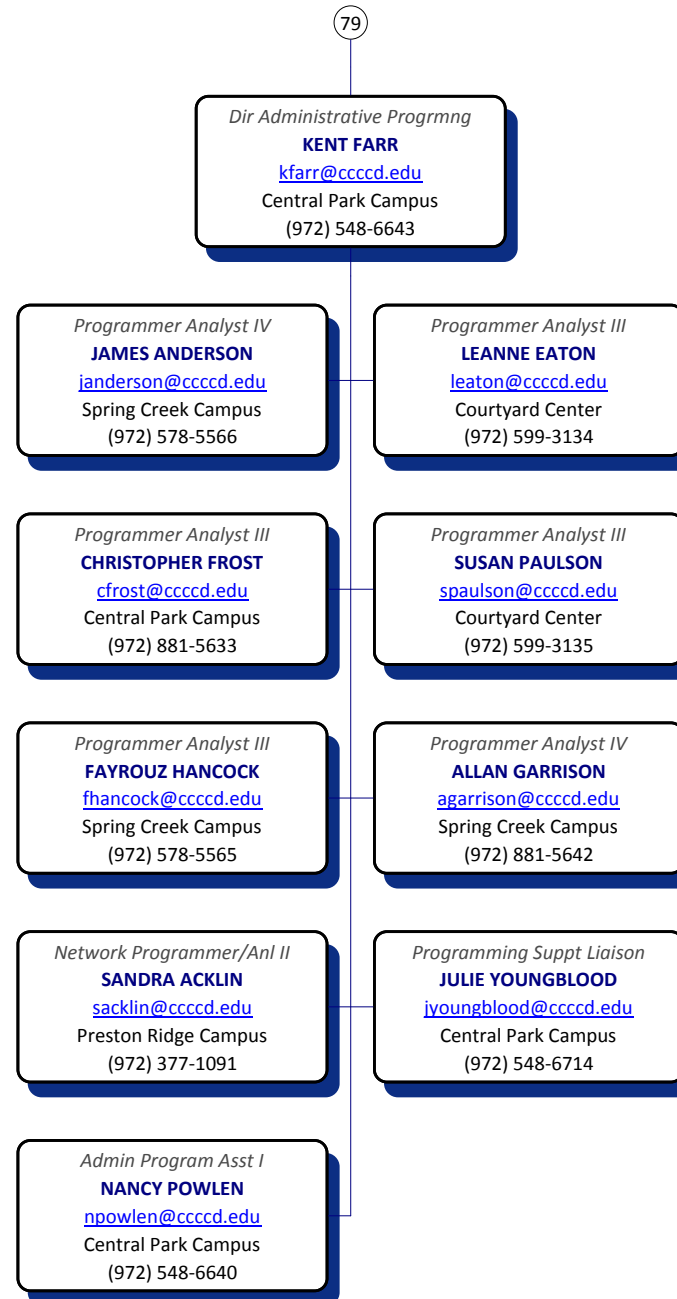 79
Dir Administrative Progrmng
KENT FARR
kfarr@ccccd.edu
Central Park Campus
(972) 548-6643
Programmer Analyst IV
JAMES ANDERSON
janderson@ccccd.edu
Spring Creek Campus
(972) 578-5566
Programmer Analyst III
LEANNE EATON
leaton@ccccd.edu
Courtyard Center
(972) 599-3134
Programmer Analyst III
CHRISTOPHER FROST
cfrost@ccccd.edu
Central Park Campus
(972) 881-5633
Programmer Analyst III
SUSAN PAULSON
spaulson@ccccd.edu
Courtyard Center
(972) 599-3135
Programmer Analyst III
FAYROUZ HANCOCK
fhancock@ccccd.edu
Spring Creek Campus
(972) 578-5565
Programmer Analyst IV
ALLAN GARRISON
agarrison@ccccd.edu
Spring Creek Campus
(972) 881-5642
Network Programmer/Anl II
SANDRA ACKLIN
sacklin@ccccd.edu
Preston Ridge Campus
(972) 377-1091
Programming Suppt Liaison
JULIE YOUNGBLOOD
jyoungblood@ccccd.edu
Central Park Campus
(972) 548-6714
Admin Program Asst I
NANCY POWLEN
npowlen@ccccd.edu
Central Park Campus
(972) 548-6640